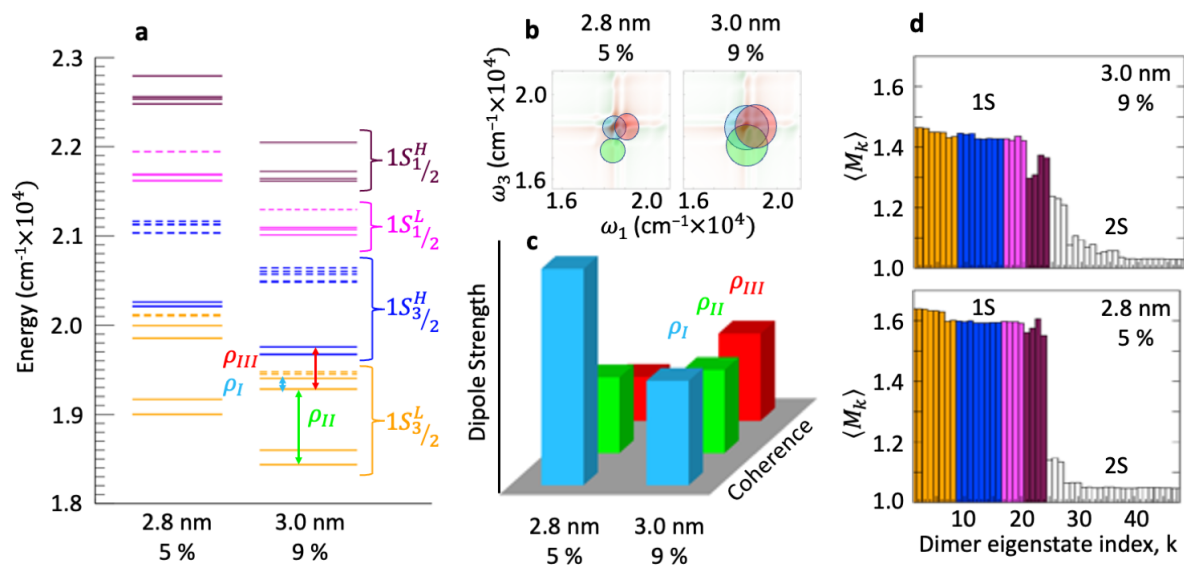 a
Energy (cm⁻¹×10⁴)
2.3
2.2
2.1
2.0
1.9
1.8
1S^H_1/2
1S^L_1/2
1S^H_3/2
1S^L_3/2
ρ_III
ρ_I
ρ_II
2.8 nm
5 %
3.0 nm
9 %
b
2.8 nm
5 %
3.0 nm
9 %
ω₃ (cm⁻¹×10⁴)
2.0
1.6
1.6
2.0
1.6
2.0
ω₁ (cm⁻¹×10⁴)
c
Dipole Strength
ρ_I
ρ_II
ρ_III
Coherence
2.8 nm
5 %
3.0 nm
9 %
d
⟨M_k⟩
1.6
1.4
1.2
1.0
1S
2S
3.0 nm
9 %
⟨M_k⟩
1.6
1.4
1.2
1.0
1S
2S
2.8 nm
5 %
10
20
30
40
Dimer eigenstate index, k